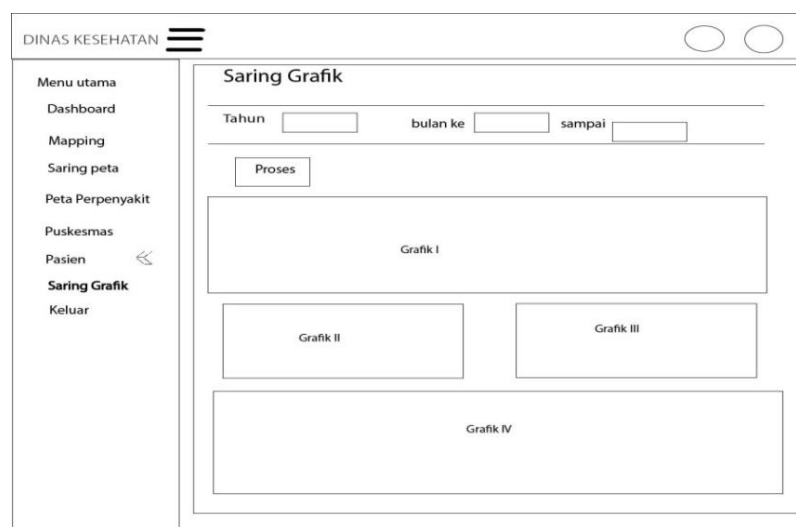 DINAS KESEHATAN
Menu utama
Dashboard
Mapping
Saring peta
Peta Perpenyakit
Puskesmas
Pasien
Saring Grafik
Keluar
Saring Grafik
Tahun bulan ke sampai
Proses
Grafik I
Grafik II
Grafik III
Grafik IV